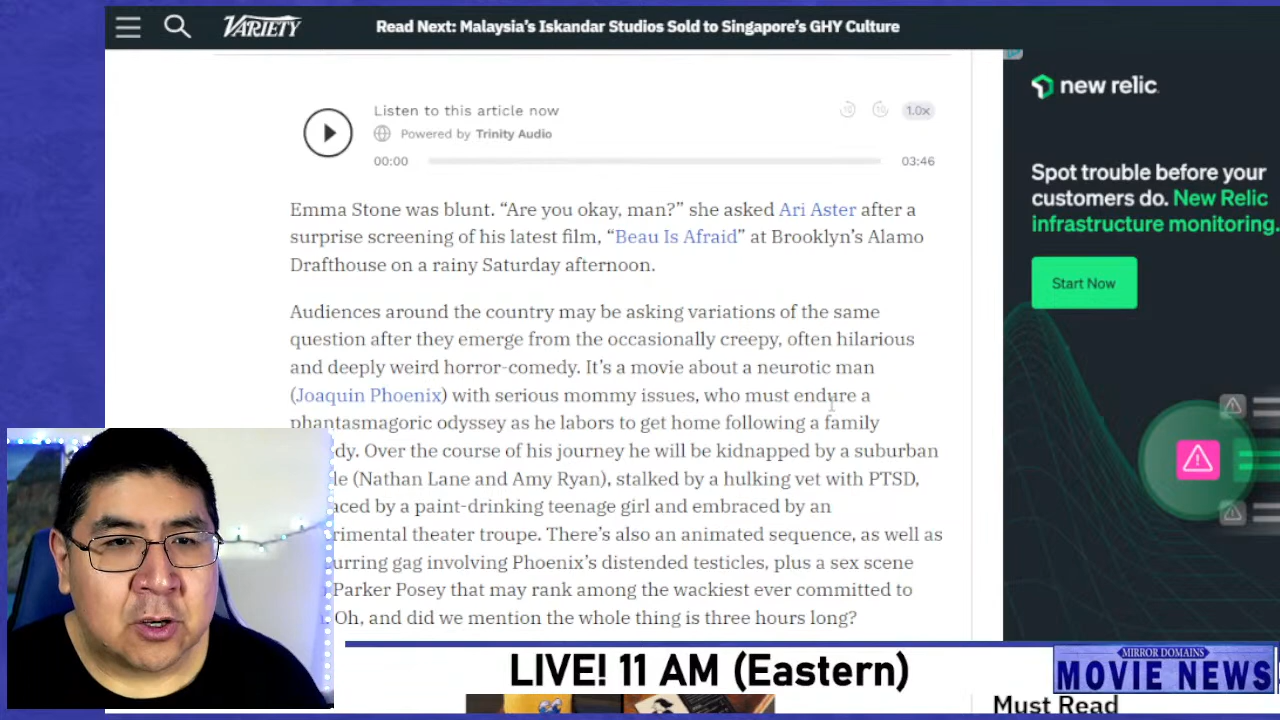 VARIETY
Read Next: Malaysia's Iskandar Studios Sold to Singapore's GHY Culture
Listen to this article now
10 10 1.0x
Powered by Trinity Audio
00:00 03:46
Emma Stone was blunt. “Are you okay, man?” she asked Ari Aster after a
surprise screening of his latest film, “Beau Is Afraid” at Brooklyn’s Alamo
Drafthouse on a rainy Saturday afternoon.
Audiences around the country may be asking variations of the same
question after they emerge from the occasionally creepy, often hilarious
and deeply weird horror-comedy. It’s a movie about a neurotic man
(Joaquin Phoenix) with serious mommy issues, who must endure a
phantasmagoric odyssey as he labors to get home following a family
dy. Over the course of his journey he will be kidnapped by a suburban
le (Nathan Lane and Amy Ryan), stalked by a hulking vet with PTSD,
aced by a paint-drinking teenage girl and embraced by an
rimental theater troupe. There’s also an animated sequence, as well as
urring gag involving Phoenix’s distended testicles, plus a sex scene
Parker Posey that may rank among the wackiest ever committed to
Oh, and did we mention the whole thing is three hours long?
new relic
Spot trouble before your
customers do. New Relic
infrastructure monitoring.
Start Now
LIVE! 11 AM (Eastern)
MIRROR DOMAINS
MOVIE NEWS
Must Read